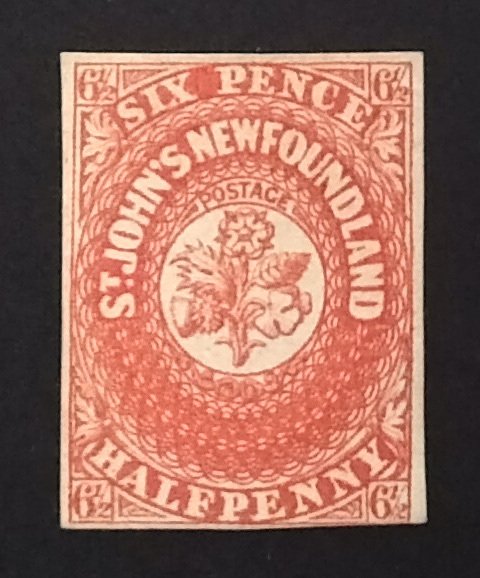 6½ 6½
SIX PENCE
ST. JOHN'S NEWFOUNDLAND
POSTAGE
HALFPENNY
6½ 6½